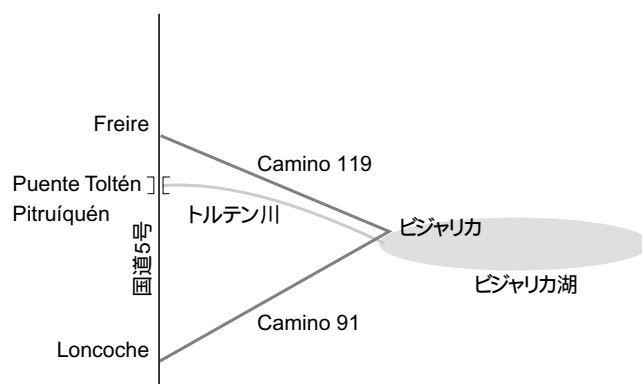 Freire
Camino 119
Puente Toltén
Pitruíquén
トルテン川
ビジャリカ
国道5号
ビジャリカ湖
Camino 91
Loncoche